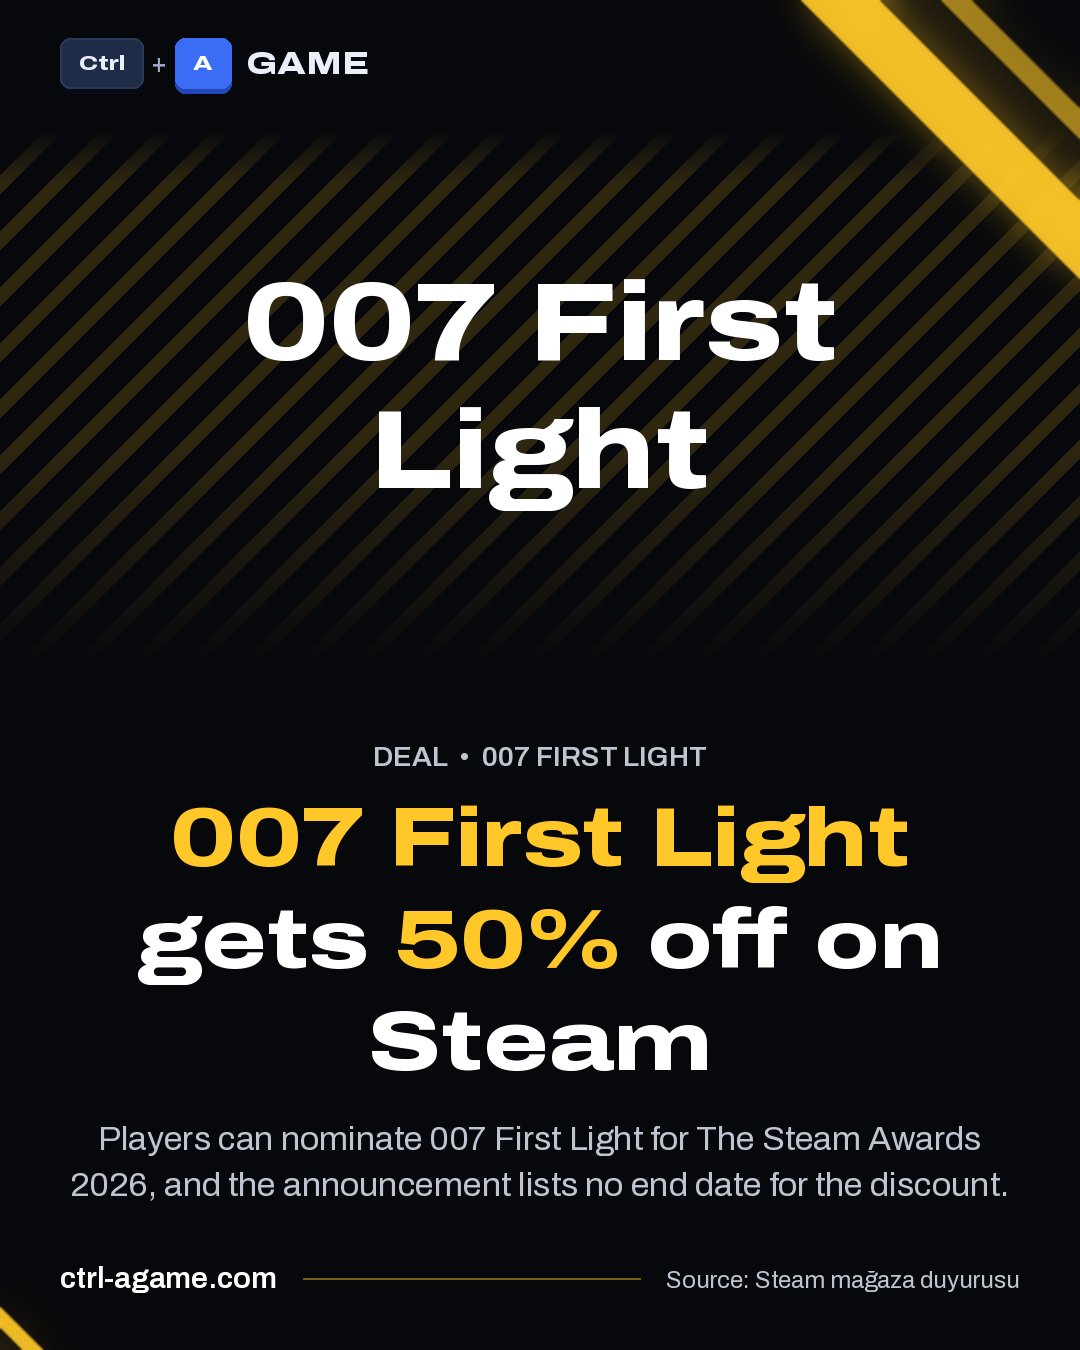 Ctrl + A GAME
007 First
Light
DEAL • 007 FIRST LIGHT
007 First Light
gets 50% off on
Steam
Players can nominate 007 First Light for The Steam Awards
2026, and the announcement lists no end date for the discount.
ctrl-agame.com
Source: Steam mağaza duyurusu